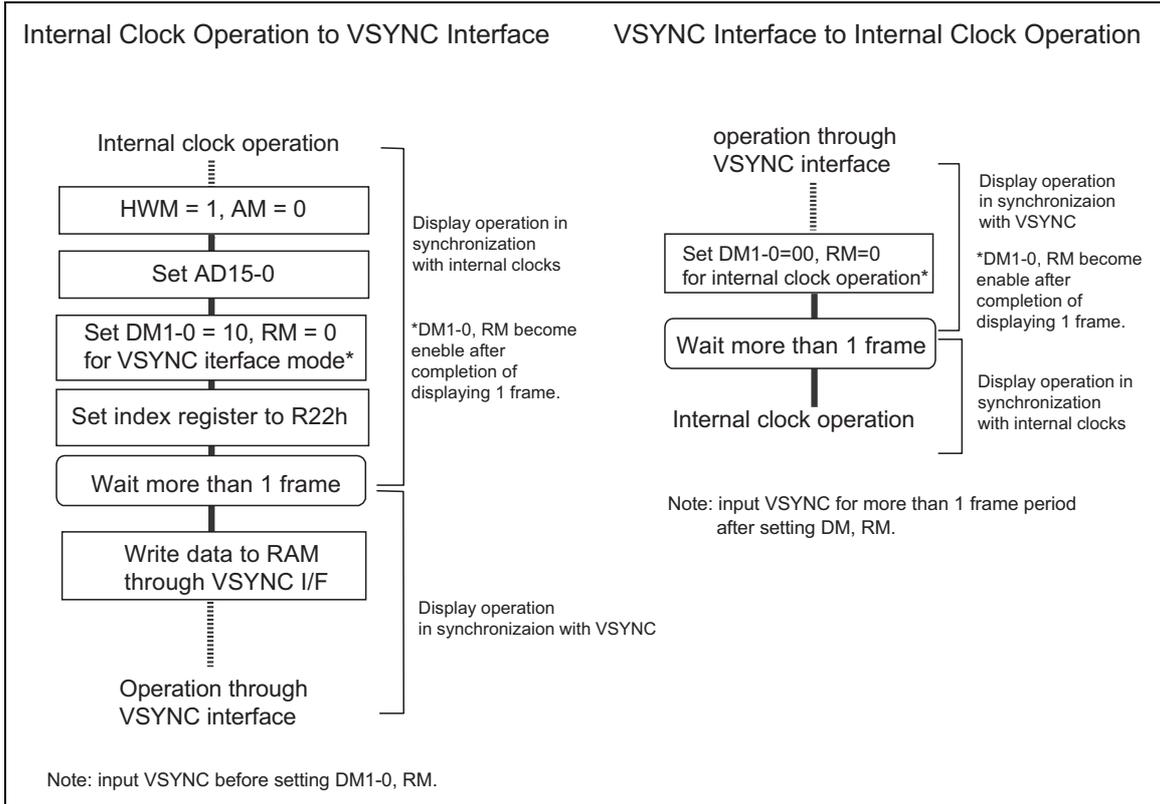 Internal Clock Operation to VSYNC Interface
Internal clock operation
HWM = 1, AM = 0
Set AD15-0
Set DM1-0 = 10, RM = 0
for VSYNC iterface mode*
Set index register to R22h
Wait more than 1 frame
Write data to RAM
through VSYNC I/F
Operation through
VSYNC interface
Display operation in
synchronization
with internal clocks
*DM1-0, RM become
eneble after
completion of
displaying 1 frame.
Display operation
in synchronizaion with VSYNC
Note: input VSYNC before setting DM1-0, RM.
VSYNC Interface to Internal Clock Operation
operation through
VSYNC interface
Set DM1-0=00, RM=0
for internal clock operation*
Wait more than 1 frame
Internal clock operation
Display operation
in synchronizaion
with VSYNC
*DM1-0, RM become
enable after
completion of
displaying 1 frame.
Display operation in
synchronization
with internal clocks
Note: input VSYNC for more than 1 frame period
after setting DM, RM.